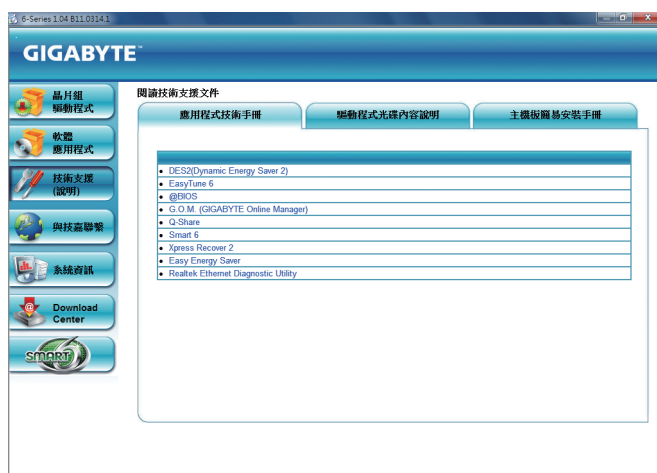 6-Series 1.04 B11.0314.1
GIGABYTE™
晶片組
驅動程式
軟體
應用程式
技術支援
(說明)
與技嘉聯繫
系統資訊
Download
Center
SMART 6
閱讀技術支援文件
應用程式技術手冊
驅動程式光碟內容說明
主機板簡易安裝手冊
• DES2(Dynamic Energy Saver 2)
• EasyTune 6
• @BIOS
• G.O.M. (GIGABYTE Online Manager)
• Q-Share
• Smart 6
• Xpress Recover 2
• Easy Energy Saver
• Realtek Ethernet Diagnostic Utility